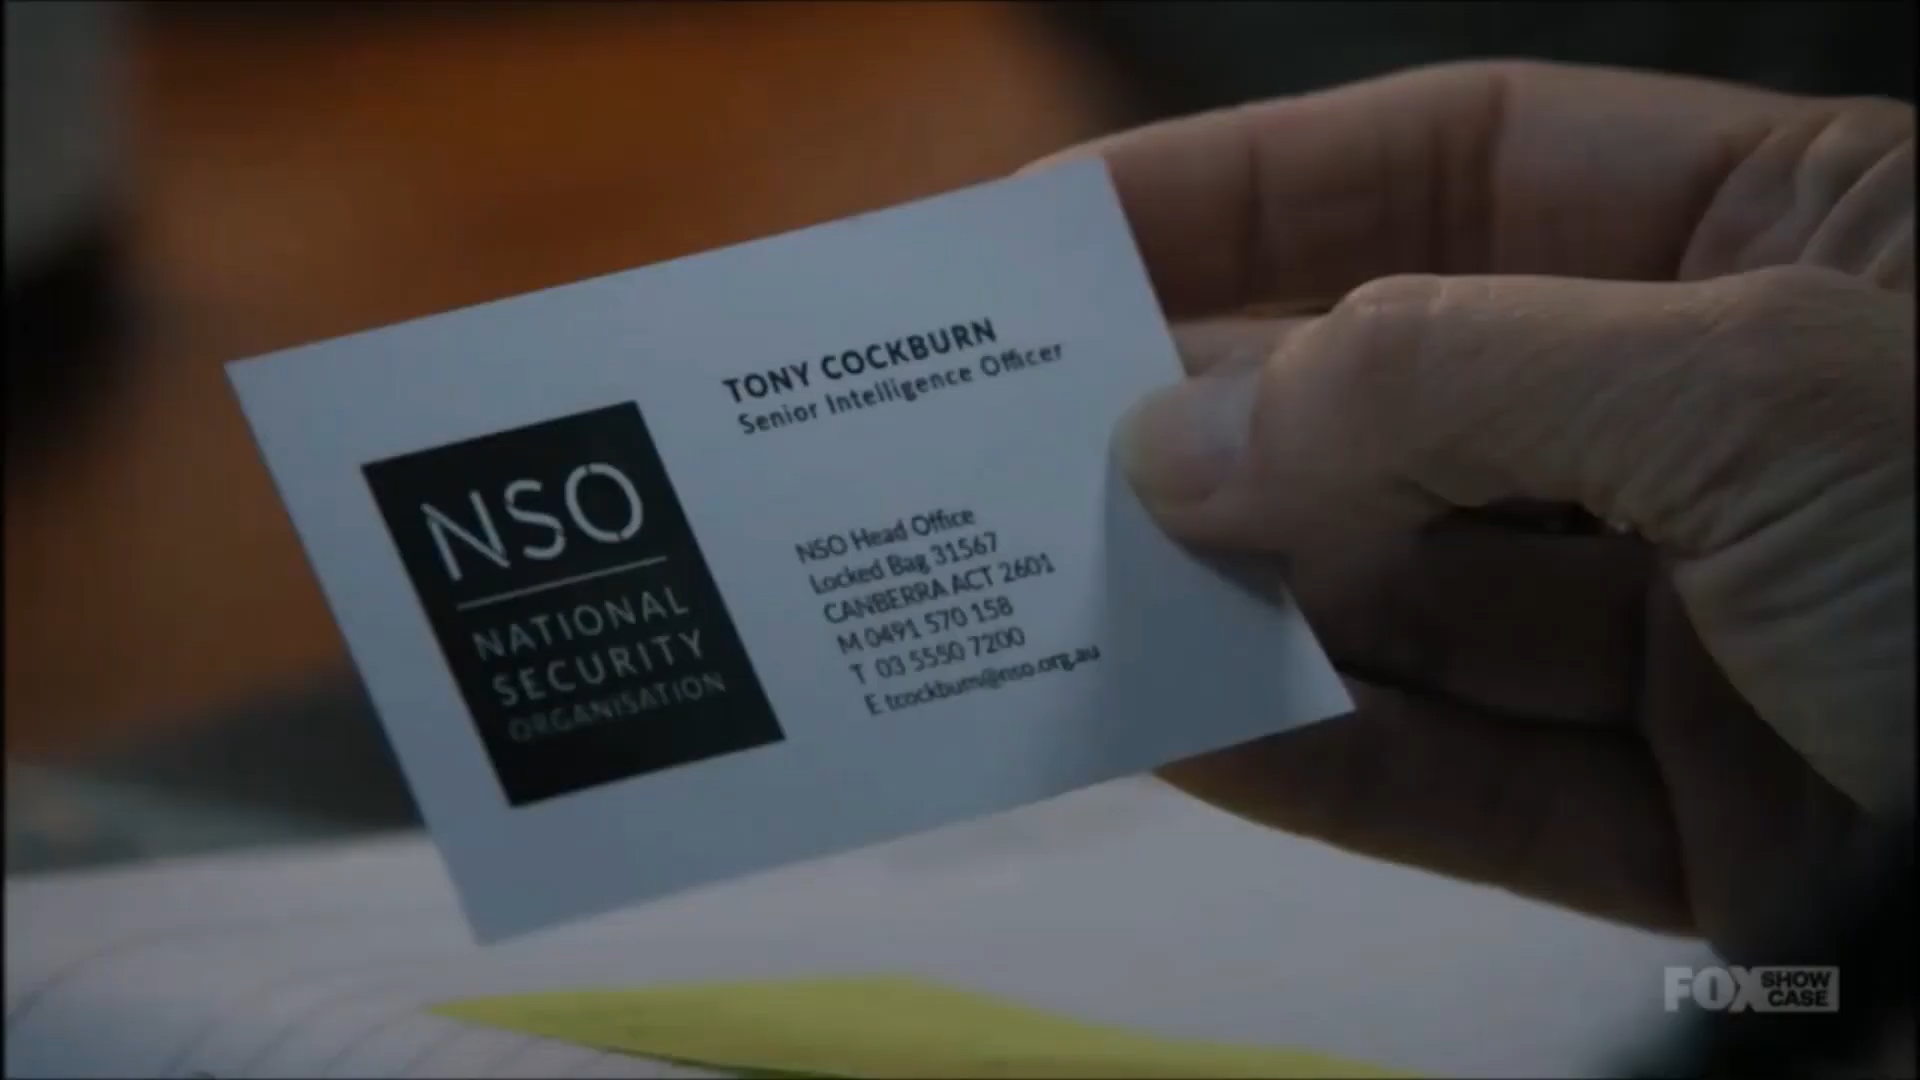 TONY COCKBURN
Senior Intelligence Officer
NSO
NATIONAL
SECURITY
ORGANISATION
NSO Head Office
Locked Bag 31567
CANBERRA ACT 2601
M 0491 570 158
T 03 5550 7200
E tcockburn@nso.org.au
FOX SHOW
CASE